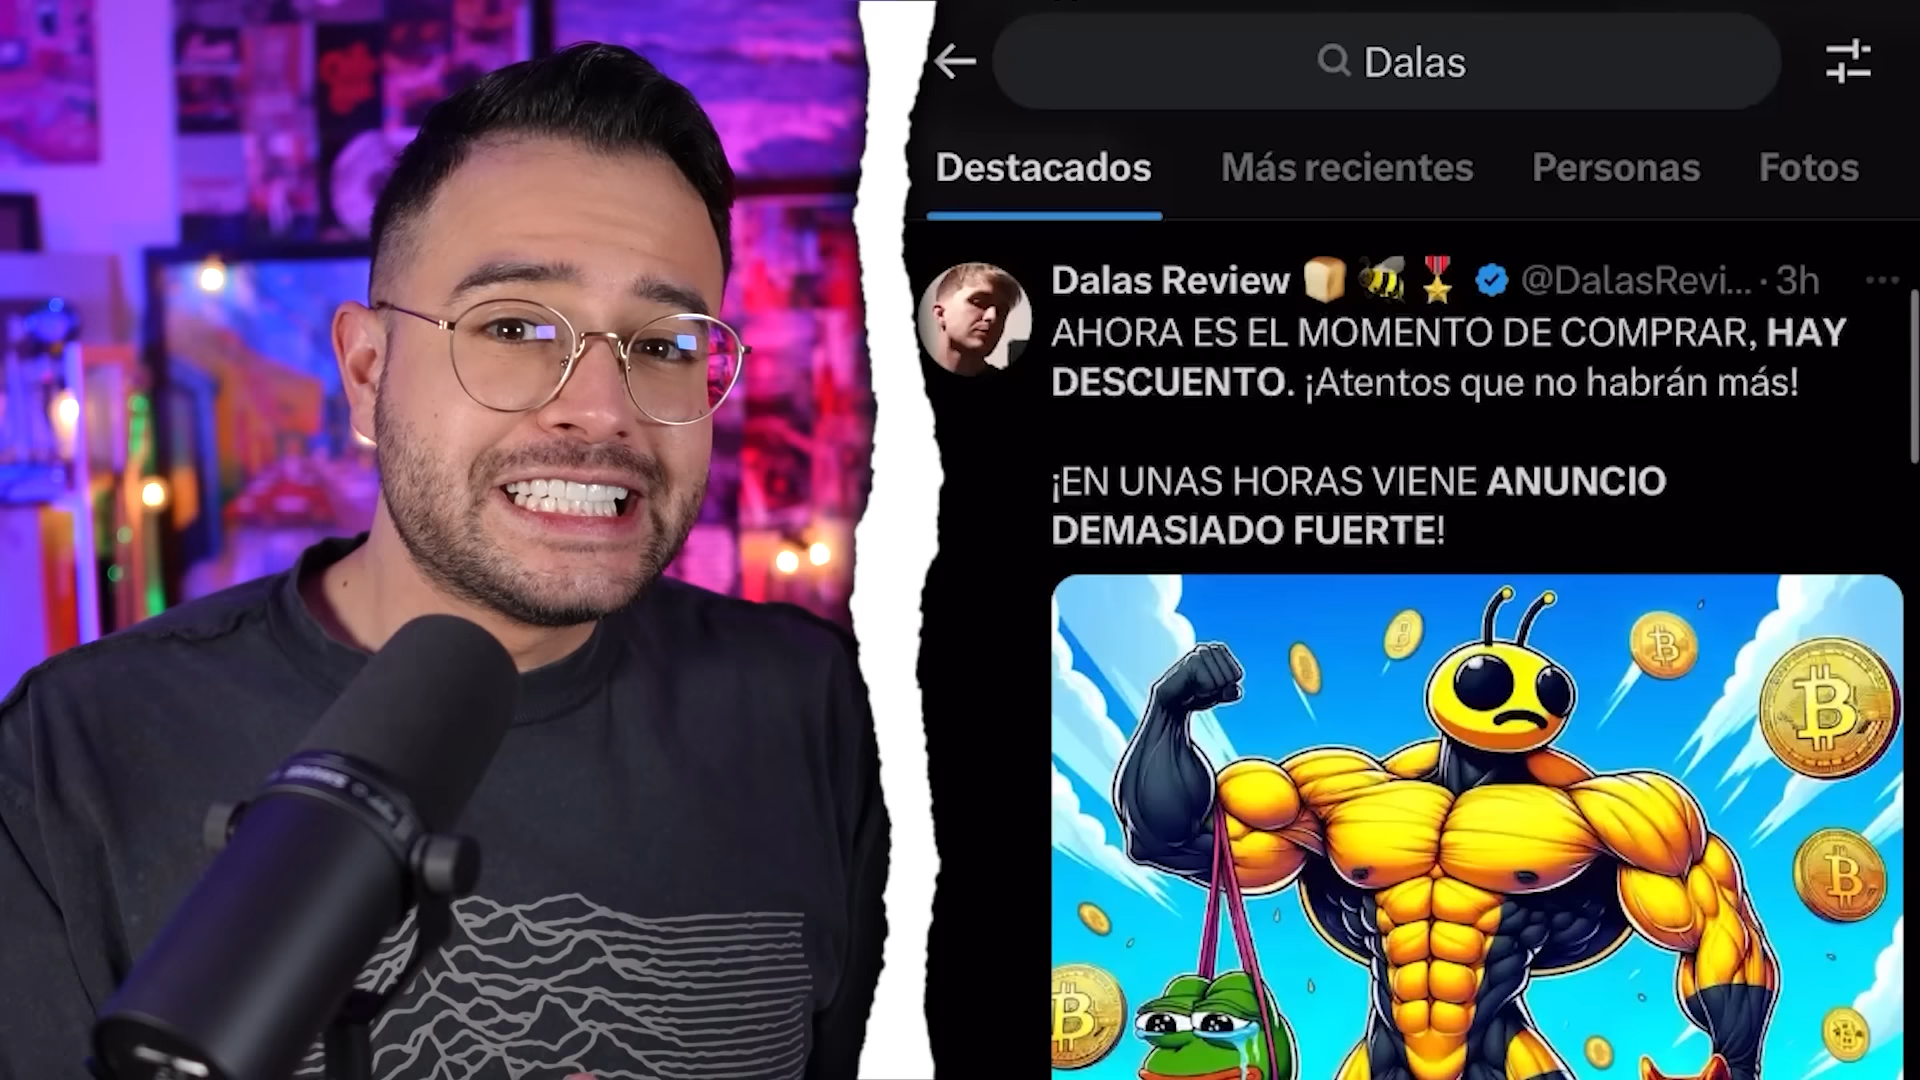 Dalas
Destacados Más recientes Personas Fotos
Dalas Review @DalasRevi... · 3h
AHORA ES EL MOMENTO DE COMPRAR, HAY
DESCUENTO. ¡Atentos que no habrán más!
¡EN UNAS HORAS VIENE ANUNCIO
DEMASIADO FUERTE!